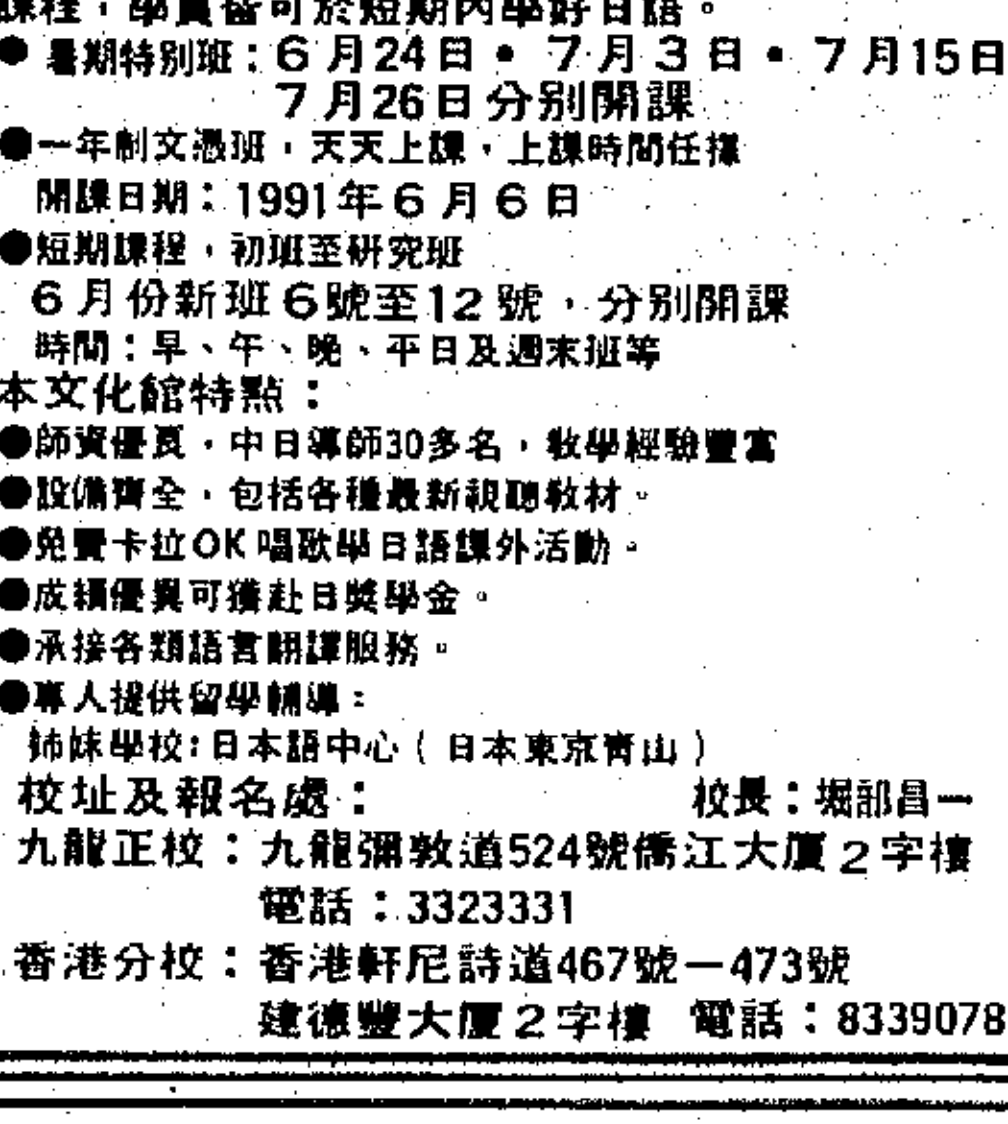 課程,學員皆可於短期內學好日語。
● 暑期特別班:6月24日•7月3日•7月15日
7月26日分別開課
●一年制文憑班,天天上課,上課時間任擇
開課日期:1991年6月6日
●短期課程,初班至研究班
6月份新班6號至12號,分別開課
時間:早、午、晚、平日及週末班等
本文化館特點:
●師資優良,中日導師30多名,教學經驗豐富
●設備齊全,包括各種最新視聽教材。
●免費卡拉OK唱歌學日語課外活動。
●成績優異可獲赴日獎學金。
●承接各類語言翻譯服務。
●專人提供留學輔導:
姉妹學校:日本語中心(日本東京青山)
校址及報名處: 校長:堀部昌一
九龍正校:九龍彌敦道524號僑江大廈2字樓
電話:3323331
香港分校:香港軒尼詩道467號—473號
建德豐大廈2字樓 電話:8339078